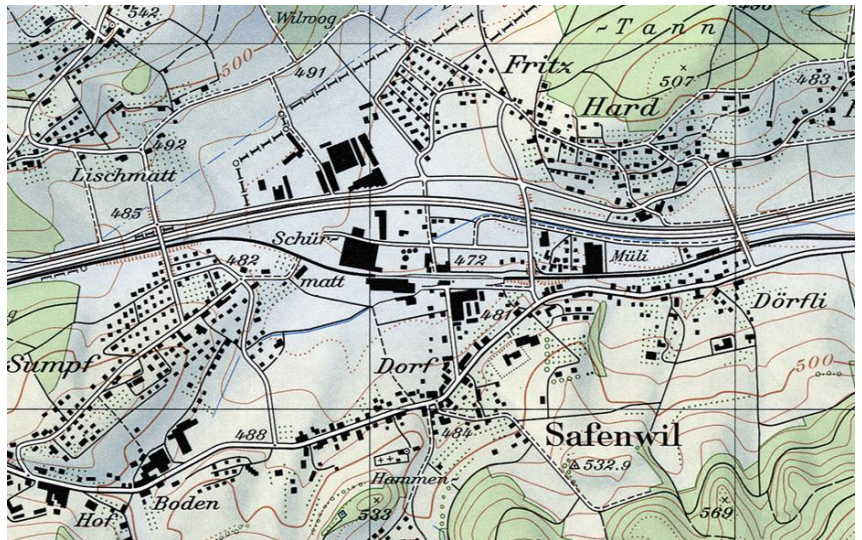 542
Wilroog
496
~Tann
500
491
Fritz
507
483
Hard
492
Lischmatt
485
Schür-
matt
482
472
Müli
481
Dörfli
Sumpf
Dorf
500
488
484
Safenwil
532.9
Hammen
Hof
Boden
533
569